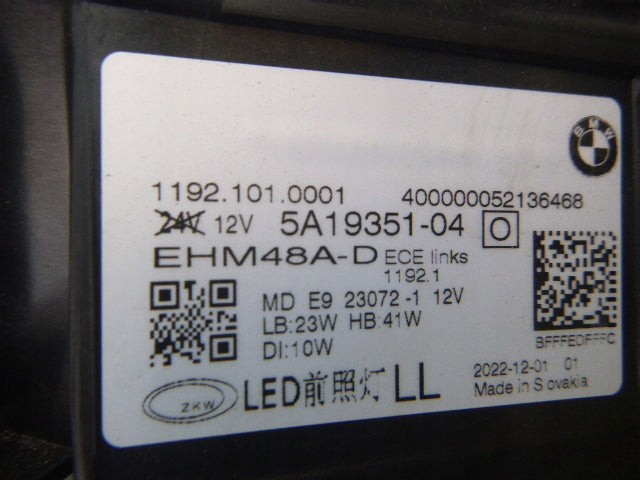 BMW
1192.101.0001 400000052136468
24V 12V 5A19351-04 O
EHM48A-D ECE links
1192.1
MD E9 23072-1 12V
LB:23W HB:41W
DI:10W
BFFFEDFFFC
ZKW LED前照灯 LL
2022-12-01 01
Made in Slovakia